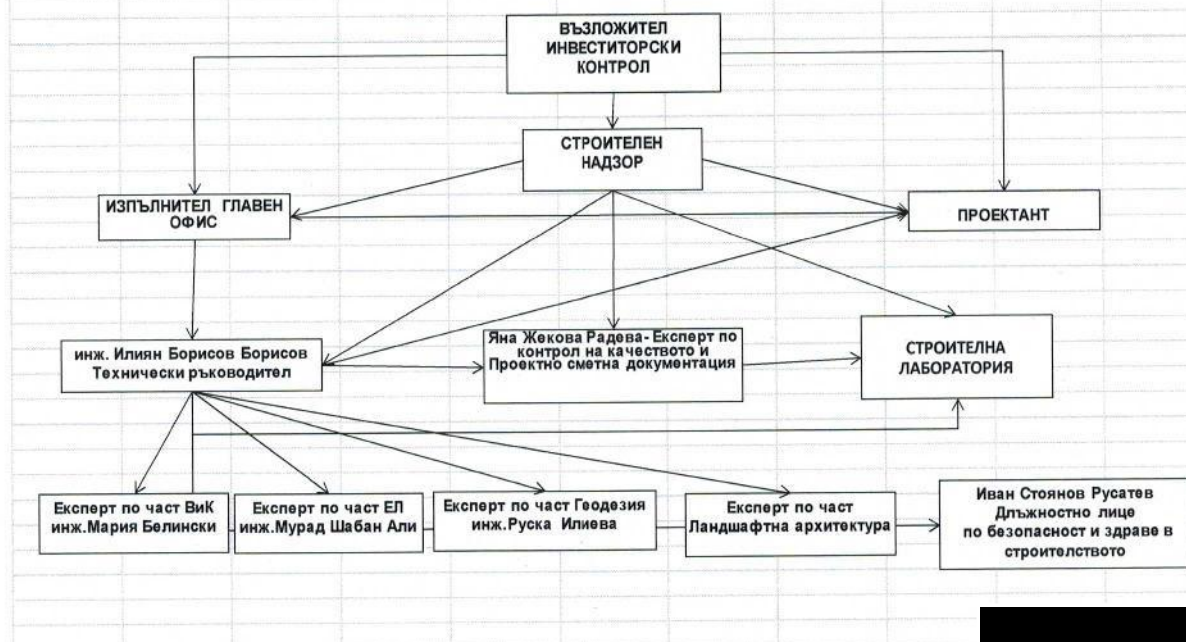 ВЪЗЛОЖИТЕЛ
ИНВЕСТИТОРСКИ
КОНТРОЛ
СТРОИТЕЛЕН
НАДЗОР
ИЗПЪЛНИТЕЛ ГЛАВЕН
ОФИС
ПРОЕКТАНТ
инж. Илиян Борисов Борисов
Технически ръководител
Яна Жекова Радева- Експерт по
контрол на качеството и
Проектно сметна документация
СТРОИТЕЛНА
ЛАБОРАТОРИЯ
Експерт по част ВиК
инж.Мария Белински
Експерт по част ЕЛ
инж.Мурад Шабан Али
Експерт по част Геодезия
инж.Руска Илиева
Експерт по част
Ландшафтна архитектура
Иван Стоянов Русатев
Длъжностно лице
по безопасност и здраве в
строителството